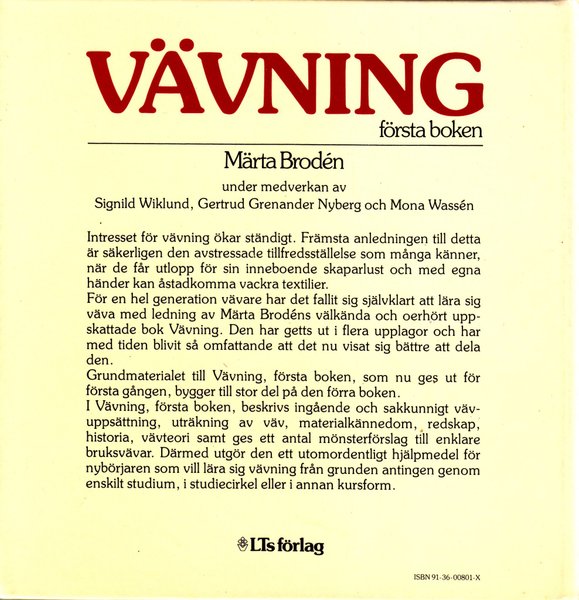 VÄVNING
första boken
Märta Brodén
under medverkan av
Signild Wiklund, Gertrud Grenander Nyberg och Mona Wassén
Intresset för vävning ökar ständigt. Främsta anledningen till detta
är säkerligen den avstressade tillfredsställelse som många känner,
när de får utlopp för sin inneboende skaparlust och med egna
händer kan åstadkomma vackra textilier.
För en hel generation vävare har det fallit sig självklart att lära sig
väva med ledning av Märta Brodéns välkända och oerhört upp-
skattade bok Vävning. Den har getts ut i flera upplagor och har
med tiden blivit så omfattande att det nu visat sig bättre att dela
den.
Grundmaterialet till Vävning, första boken, som nu ges ut för
första gången, bygger till stor del på den förra boken.
I Vävning, första boken, beskrivs ingående och sakkunnigt väv-
uppsättning, uträkning av väv, materialkännedom, redskap,
historia, vävteori samt ges ett antal mönsterförslag till enklare
bruksvävar. Därmed utgör den ett utomordentligt hjälpmedel för
nybörjaren som vill lära sig vävning från grunden antingen genom
enskilt studium, i studiecirkel eller i annan kursform.
LTs förlag
ISBN 91-36-00801-X